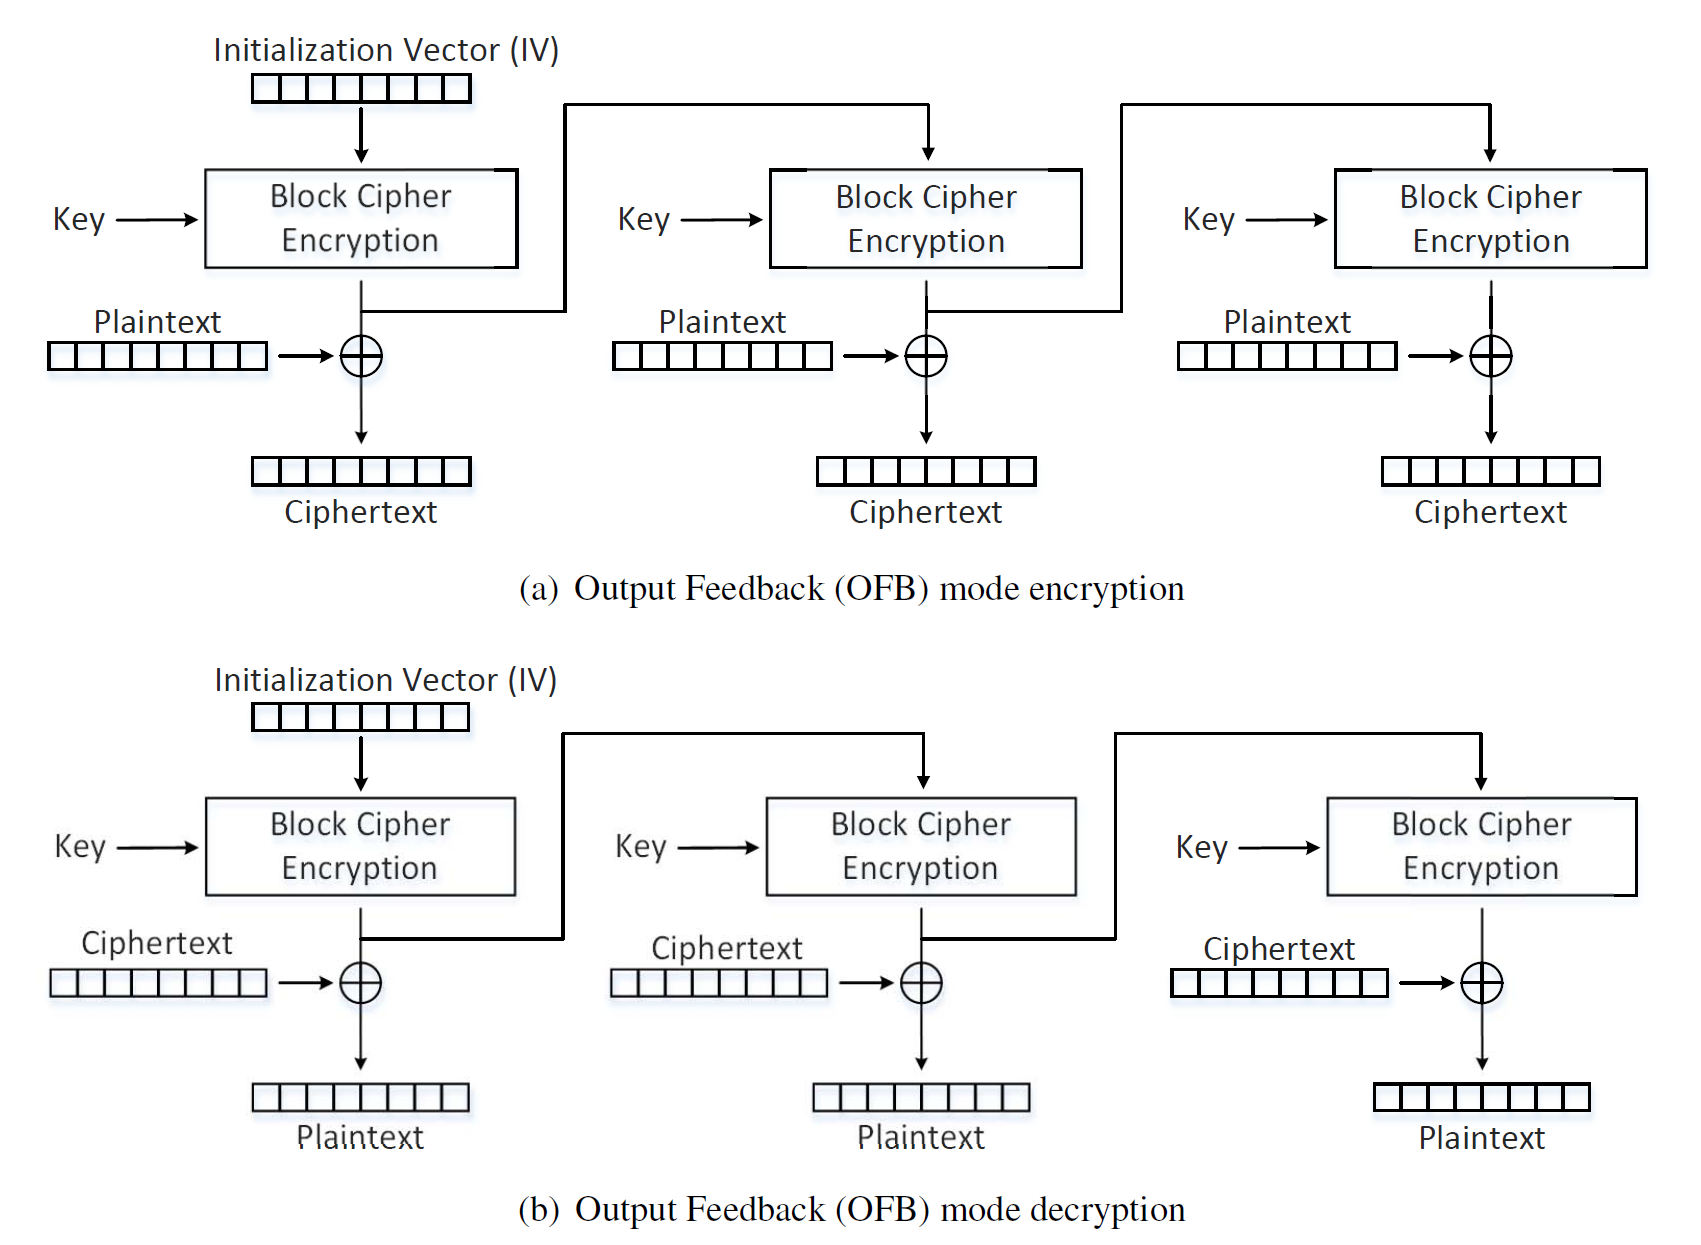 Initialization Vector (IV)
Block Cipher
Encryption
Key
Block Cipher
Encryption
Key
Block Cipher
Encryption
Key
Plaintext
Plaintext
Plaintext
Ciphertext
Ciphertext
Ciphertext
(a) Output Feedback (OFB) mode encryption
Initialization Vector (IV)
Block Cipher
Encryption
Key
Block Cipher
Encryption
Key
Block Cipher
Encryption
Key
Ciphertext
Ciphertext
Ciphertext
Plaintext
Plaintext
Plaintext
(b) Output Feedback (OFB) mode decryption